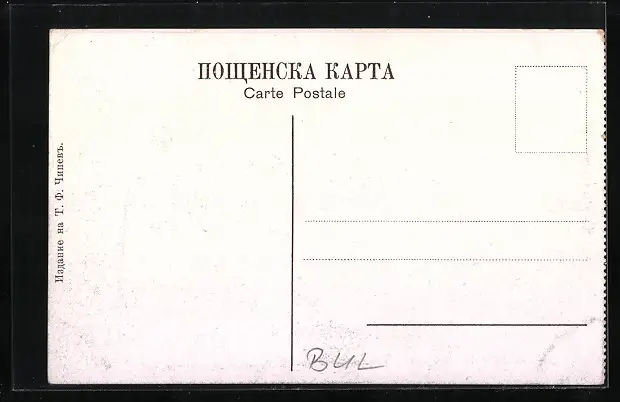 ПОЩЕНСКА КАРТА
Carte Postale
Издание на Т. Ф. Чипевъ.
BUL